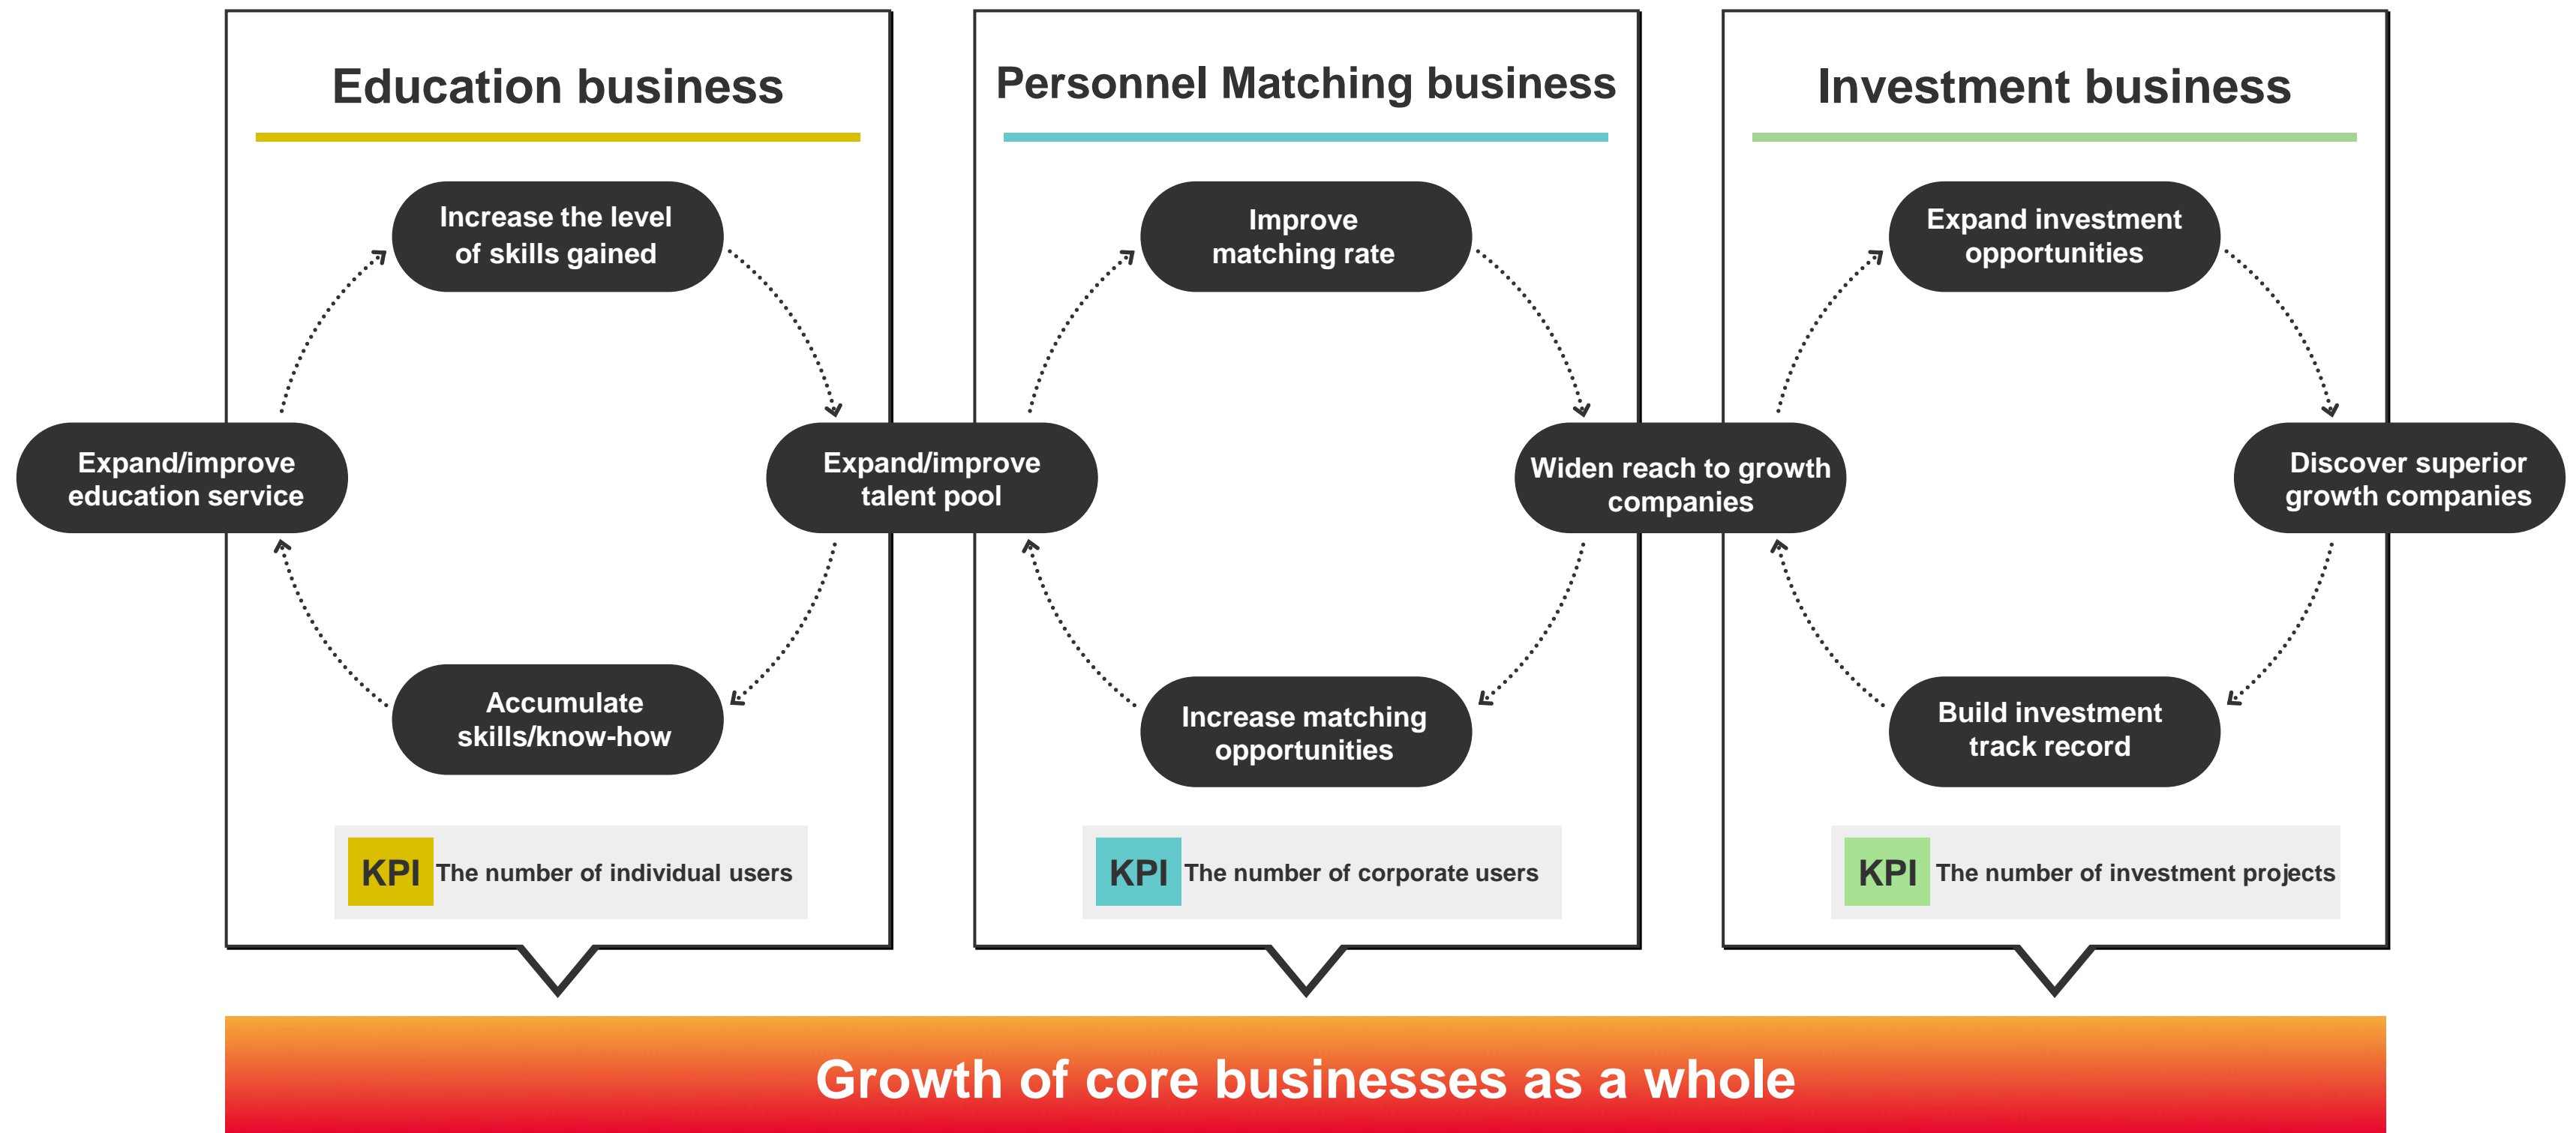 Education business
Personnel Matching business
Investment business
Increase the level
of skills gained
Improve
matching rate
Expand investment
opportunities
Expand/improve
education service
Expand/improve
talent pool
Widen reach to growth
companies
Discover superior
growth companies
Accumulate
skills/know-how
Increase matching
opportunities
Build investment
track record
KPI The number of individual users
KPI The number of corporate users
KPI The number of investment projects
Growth of core businesses as a whole